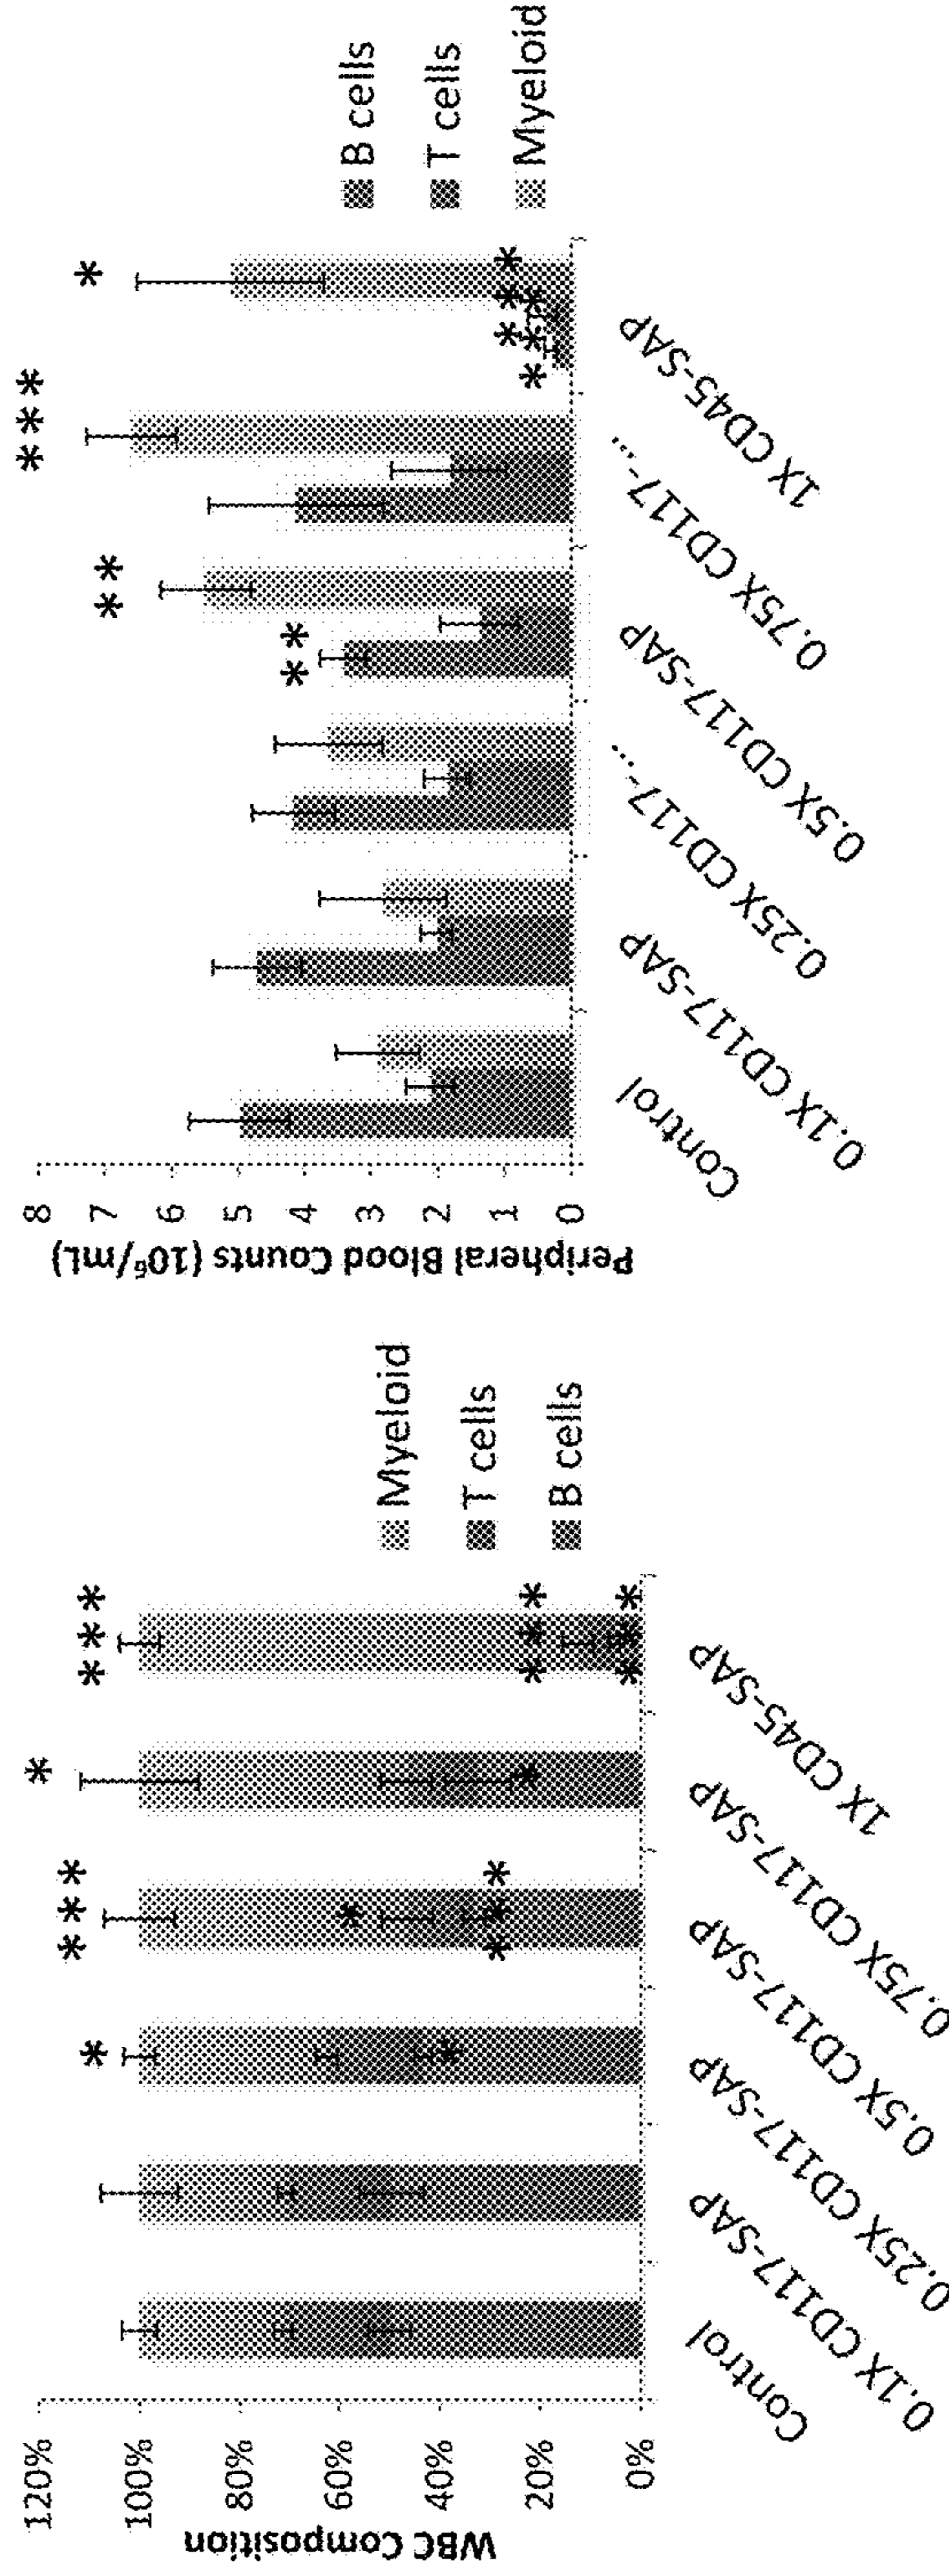 WBC Composition
120%
100%
80%
60%
40%
20%
0%
*
* * *
*
* * *
*
*
* * *
*
* * *
* * *
Control
0.1X CD117-SAP
0.25X CD117-SAP
0.5X CD117-SAP
0.75X CD117-SAP
1X CD45-SAP
Myeloid
T cells
B cells
Peripheral Blood Counts (10⁶/mL)
8
7
6
5
4
3
2
1
0
* *
* *
* * *
*
* * *
* * *
Control
0.1X CD117-SAP
0.25X CD117-...
0.5X CD117-SAP
0.75X CD117-...
1X CD45-SAP
B cells
T cells
Myeloid